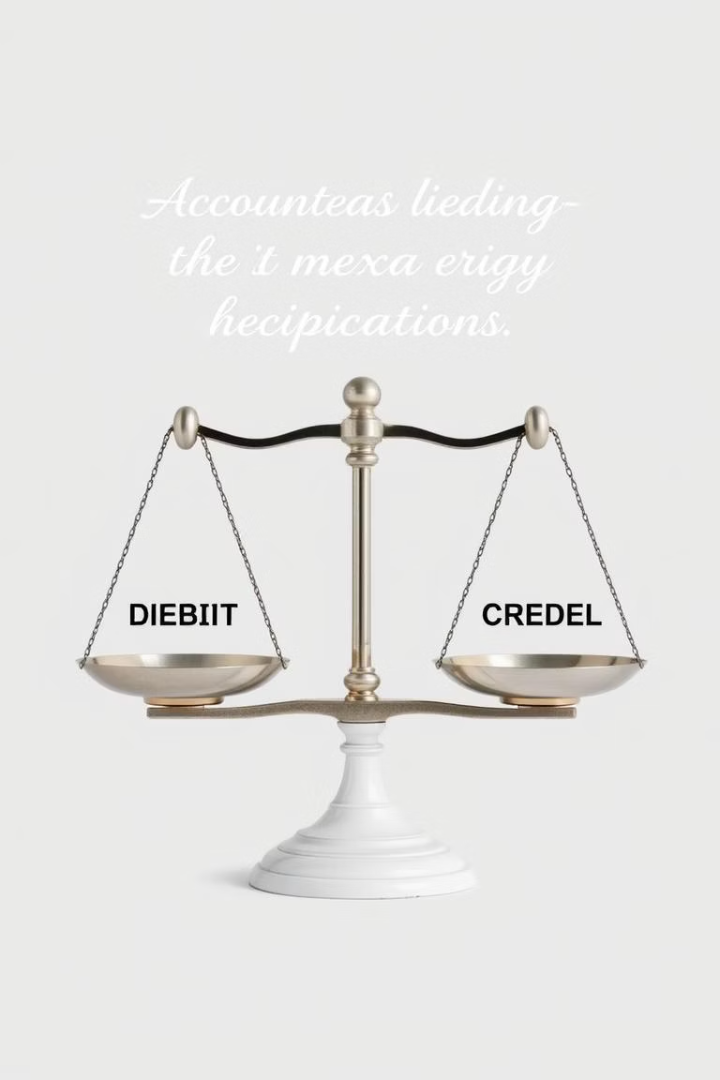 Accounteas lieding-
the 't mexa erigy
hecipications.
DIEBIIT
CREDEL